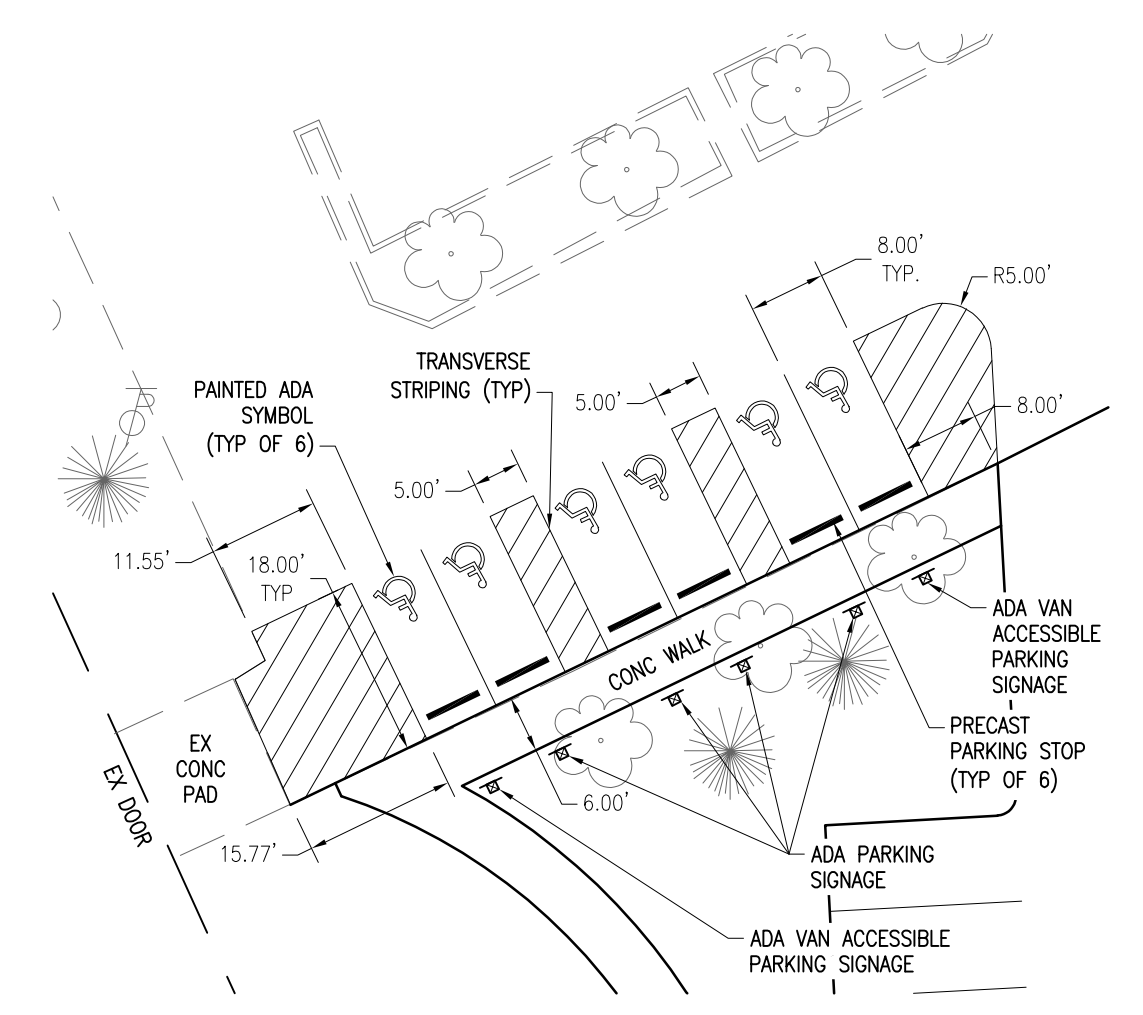 8.00'
TYP.
R5.00'
TRANSVERSE
STRIPING (TYP)
PAINTED ADA
SYMBOL
(TYP OF 6)
5.00'
8.00'
5.00'
11.55'
18.00'
TYP
ADA VAN
ACCESSIBLE
PARKING
SIGNAGE
CONC WALK
PRECAST
PARKING STOP
(TYP OF 6)
EX
CONC
PAD
EX DOOR
6.00'
15.77'
ADA PARKING
SIGNAGE
ADA VAN ACCESSIBLE
PARKING SIGNAGE